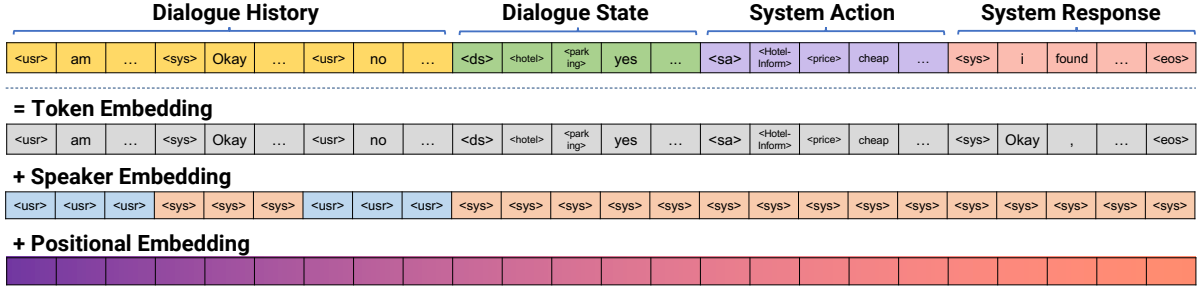 Dialogue History Dialogue State System Action System Response
<usr> am … <sys> Okay … <usr> no … <ds> <hotel> <parking> yes … <sa> <Hotel-Inform> <price> cheap … <sys> i found … <eos>
= Token Embedding
<usr> am … <sys> Okay … <usr> no … <ds> <hotel> <parking> yes … <sa> <Hotel-Inform> <price> cheap … <sys> Okay , … <eos>
+ Speaker Embedding
<usr> <usr> <usr> <sys> <sys> <sys> <usr> <usr> <usr> <sys> <sys> <sys> <sys> <sys> <sys> <sys> <sys> <sys> <sys> <sys> <sys> <sys> <sys> <sys>
+ Positional Embedding